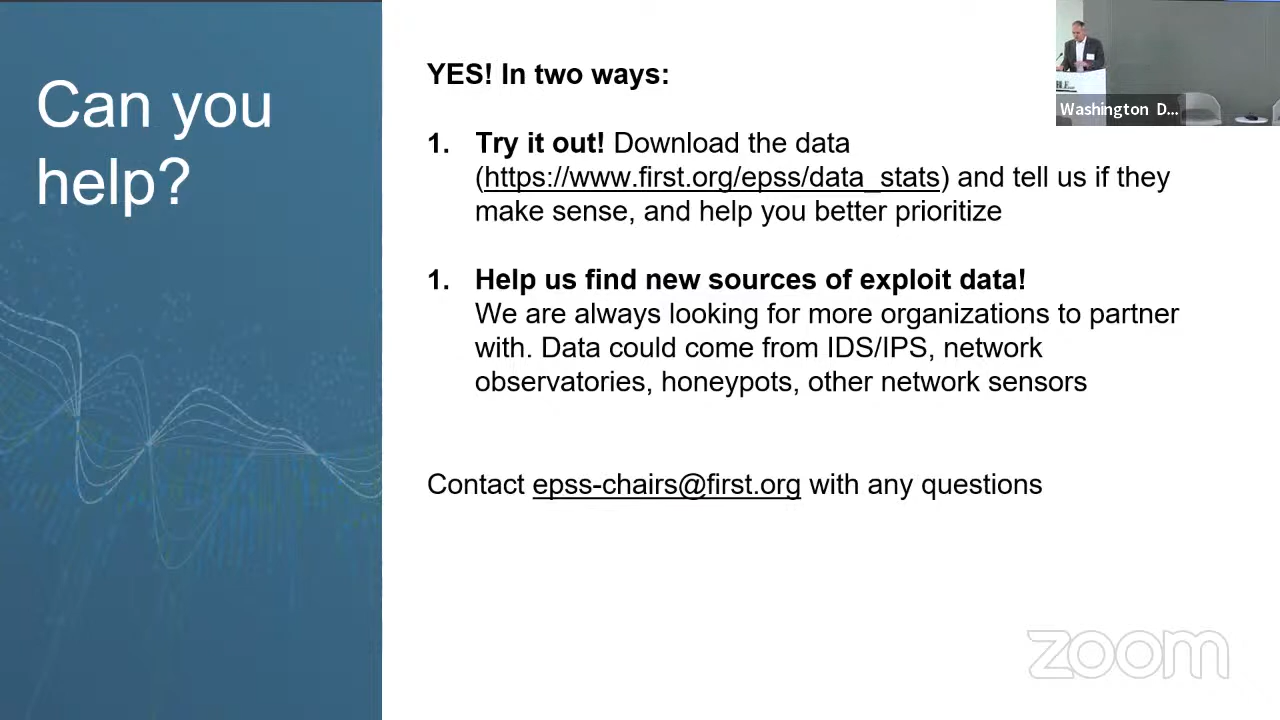 Can you
help?
YES! In two ways:
1. Try it out! Download the data
(https://www.first.org/epss/data_stats) and tell us if they
make sense, and help you better prioritize
1. Help us find new sources of exploit data!
We are always looking for more organizations to partner
with. Data could come from IDS/IPS, network
observatories, honeypots, other network sensors
Contact epss-chairs@first.org with any questions
Washington D...
zoom